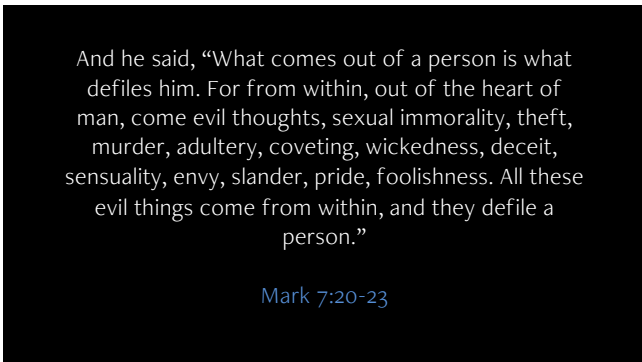 And he said, “What comes out of a person is what
defiles him. For from within, out of the heart of
man, come evil thoughts, sexual immorality, theft,
murder, adultery, coveting, wickedness, deceit,
sensuality, envy, slander, pride, foolishness. All these
evil things come from within, and they defile a
person.”
Mark 7:20-23